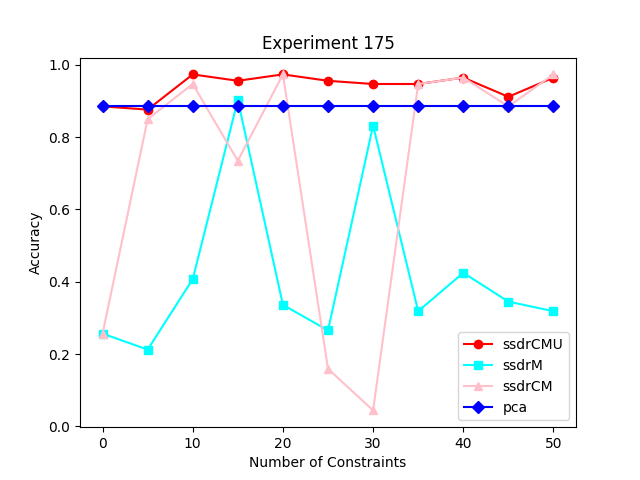 Experiment 175
Accuracy
1.0
0.8
0.6
0.4
0.2
0.0
0 10 20 30 40 50
Number of Constraints
ssdrCMU
ssdrM
ssdrCM
pca